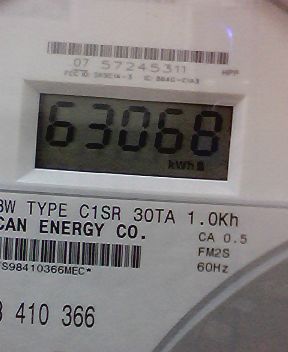 07 57245311
63068
kWh
3W TYPE C1SR 30TA 1.0Kh
CAN ENERGY CO.
CA 0.5
FM2S
60Hz
S98410366MEC*
410 366